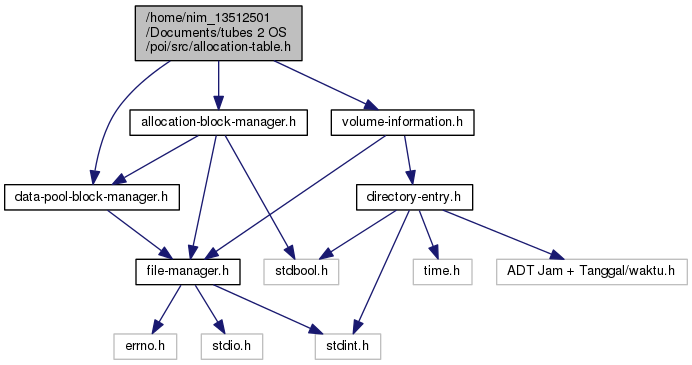 /home/nim_13512501
/Documents/tubes 2 OS
/poi/src/allocation-table.h
allocation-block-manager.h
volume-information.h
data-pool-block-manager.h
directory-entry.h
file-manager.h
stdbool.h
time.h
ADT Jam + Tanggal/waktu.h
errno.h
stdio.h
stdint.h